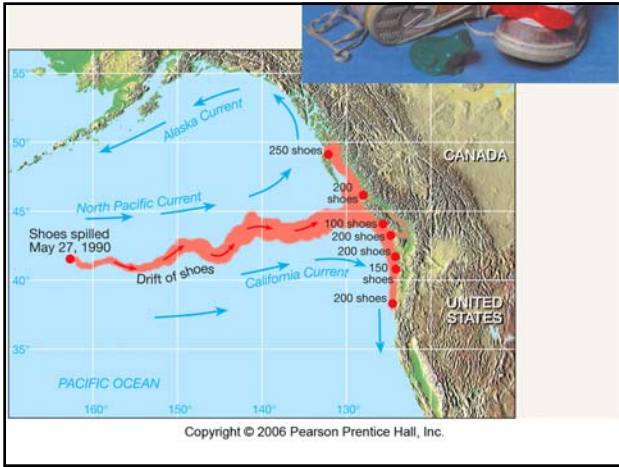 55°
Alaska Current
50°
250 shoes
CANADA
200
shoes
North Pacific Current
45°
Shoes spilled
May 27, 1990
100 shoes
200 shoes
200 shoes
Drift of shoes
150
shoes
California Current
40°
200 shoes
UNITED
STATES
35°
PACIFIC OCEAN
160°
150°
140°
130°
Copyright © 2006 Pearson Prentice Hall, Inc.